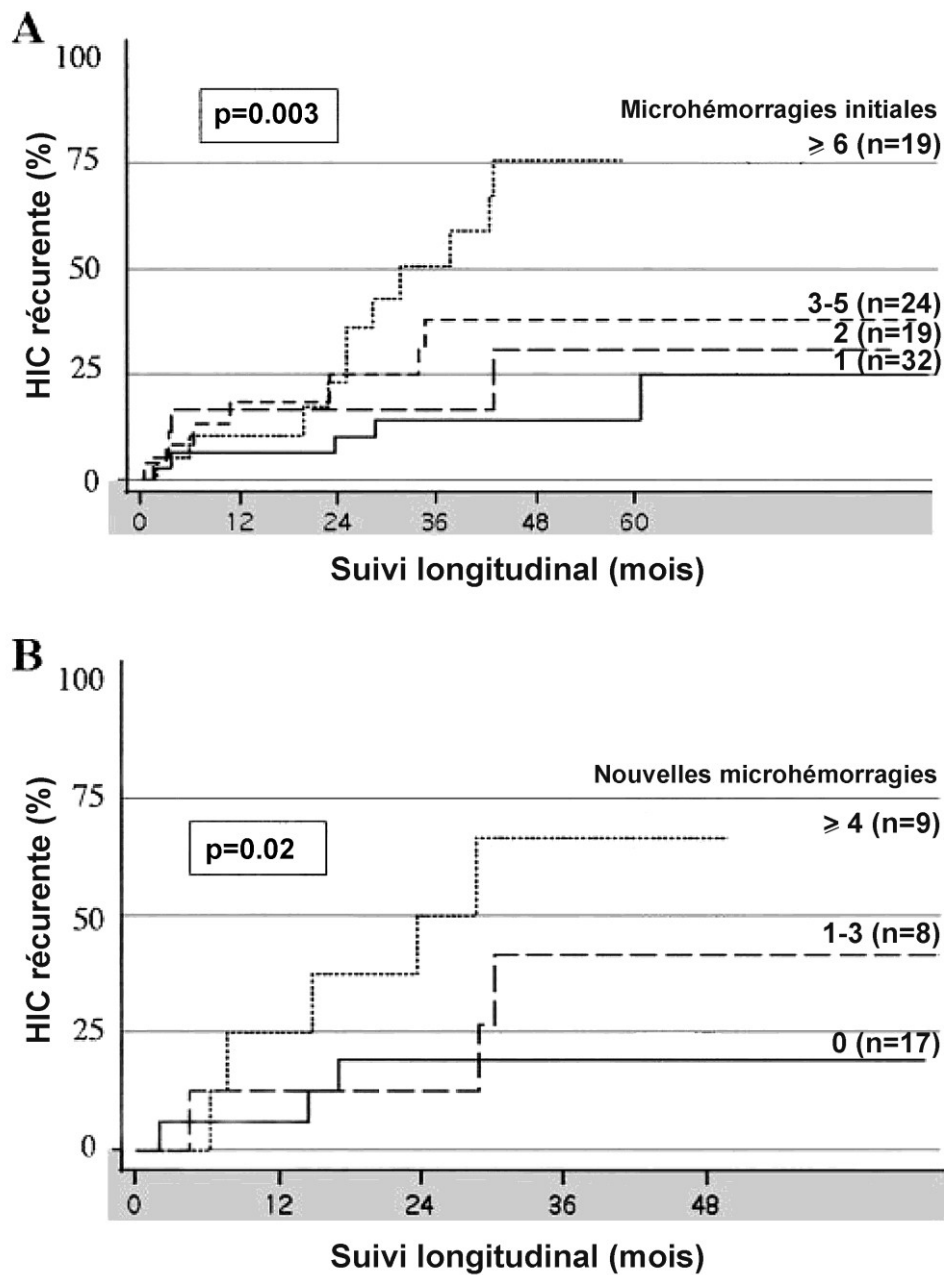 A
100
p=0.003
Microhémorragies initiales
⩾ 6 (n=19)
75
HIC récurente (%)
50
3-5 (n=24)
2 (n=19)
1 (n=32)
25
0
0 12 24 36 48 60
Suivi longitudinal (mois)
B
100
Nouvelles microhémorragies
75
⩾ 4 (n=9)
p=0.02
HIC récurente (%)
50
1-3 (n=8)
25
0 (n=17)
0
0 12 24 36 48
Suivi longitudinal (mois)